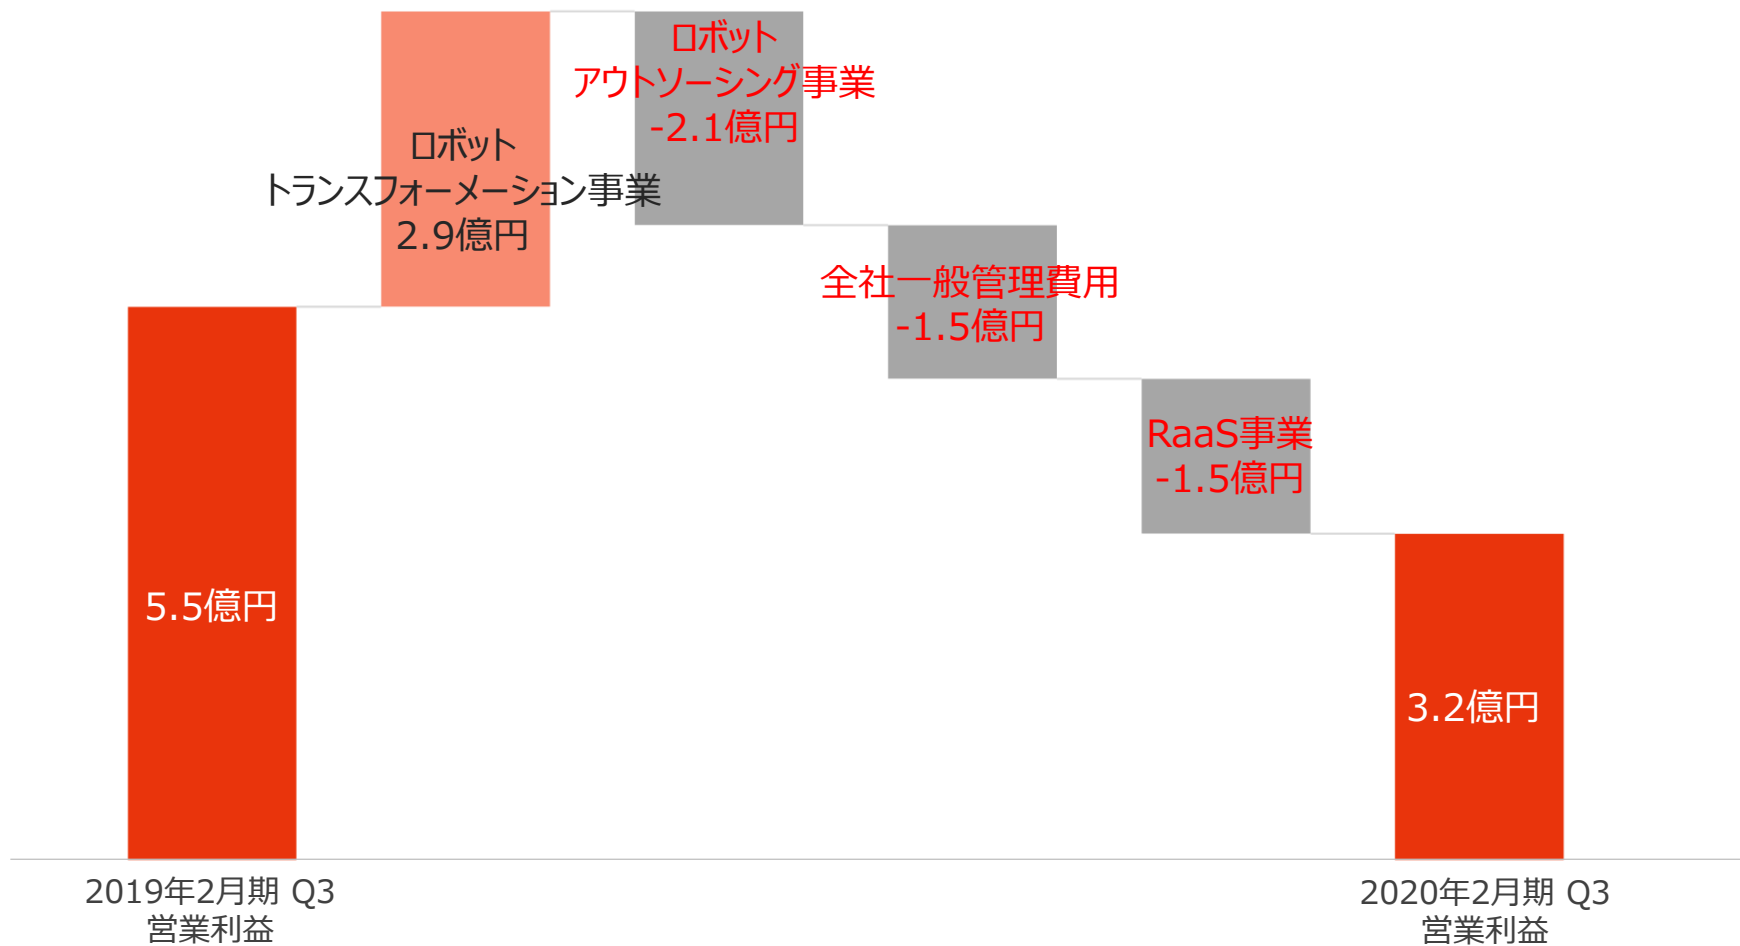 ロボット
アウトソーシング事業
-2.1億円
ロボット
トランスフォーメーション事業
2.9億円
全社一般管理費用
-1.5億円
RaaS事業
-1.5億円
5.5億円
3.2億円
2019年2月期 Q3
営業利益
2020年2月期 Q3
営業利益